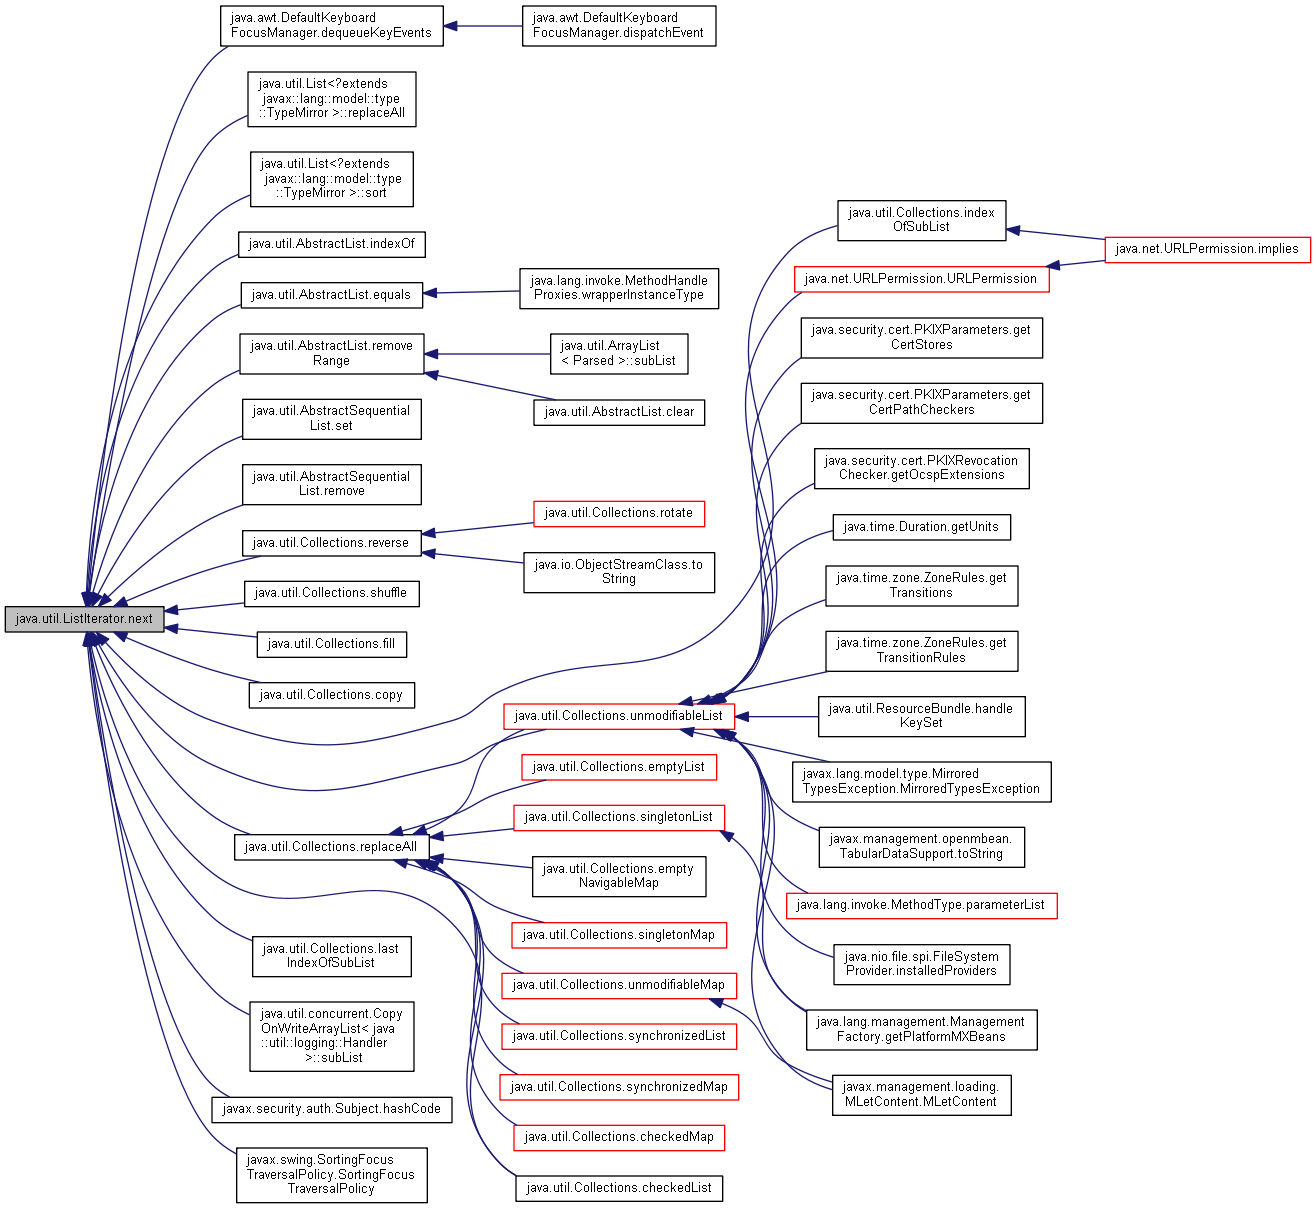 java.util.ListIterator.next
java.awt.DefaultKeyboard
FocusManager.dequeueKeyEvents
java.awt.DefaultKeyboard
FocusManager.dispatchEvent
java.util.List<?extends
javax::lang::model::type
::TypeMirror >::replaceAll
java.util.List<?extends
javax::lang::model::type
::TypeMirror >::sort
java.util.AbstractList.indexOf
java.util.AbstractList.equals
java.lang.invoke.MethodHandle
Proxies.wrapperInstanceType
java.util.AbstractList.remove
Range
java.util.ArrayList
< Parsed >::subList
java.util.AbstractList.clear
java.util.AbstractSequential
List.set
java.util.AbstractSequential
List.remove
java.util.Collections.reverse
java.util.Collections.rotate
java.io.ObjectStreamClass.to
String
java.util.Collections.shuffle
java.util.Collections.fill
java.util.Collections.copy
java.util.Collections.unmodifiableList
java.util.Collections.emptyList
java.util.Collections.singletonList
java.util.Collections.replaceAll
java.util.Collections.empty
NavigableMap
java.util.Collections.singletonMap
java.util.Collections.unmodifiableMap
java.util.Collections.synchronizedList
java.util.Collections.synchronizedMap
java.util.Collections.checkedMap
java.util.Collections.checkedList
java.util.Collections.last
IndexOfSubList
java.util.concurrent.Copy
OnWriteArrayList< java
::util::logging::Handler
>::subList
javax.security.auth.Subject.hashCode
javax.swing.SortingFocus
TraversalPolicy.SortingFocus
TraversalPolicy
java.util.Collections.index
OfSubList
java.net.URLPermission.implies
java.net.URLPermission.URLPermission
java.security.cert.PKIXParameters.get
CertStores
java.security.cert.PKIXParameters.get
CertPathCheckers
java.security.cert.PKIXRevocation
Checker.getOcspExtensions
java.time.Duration.getUnits
java.time.zone.ZoneRules.get
Transitions
java.time.zone.ZoneRules.get
TransitionRules
java.util.ResourceBundle.handle
KeySet
javax.lang.model.type.Mirrored
TypesException.MirroredTypesException
javax.management.openmbean.
TabularDataSupport.toString
java.lang.invoke.MethodType.parameterList
java.nio.file.spi.FileSystem
Provider.installedProviders
java.lang.management.Management
Factory.getPlatformMXBeans
javax.management.loading.
MLetContent.MLetContent